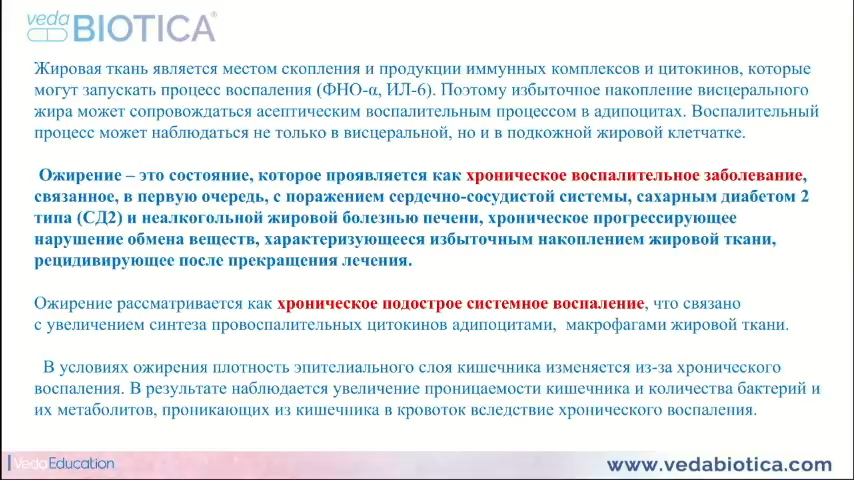 veda
BIOTICA®
Жировая ткань является местом скопления и продукции иммунных комплексов и цитокинов, которые
могут запускать процесс воспаления (ФНО-α, ИЛ-6). Поэтому избыточное накопление висцерального
жира может сопровождаться асептическим воспалительным процессом в адипоцитах. Воспалительный
процесс может наблюдаться не только в висцеральной, но и в подкожной жировой клетчатке.
Ожирение – это состояние, которое проявляется как хроническое воспалительное заболевание,
связанное, в первую очередь, с поражением сердечно-сосудистой системы, сахарным диабетом 2
типа (СД2) и неалкогольной жировой болезнью печени, хроническое прогрессирующее
нарушение обмена веществ, характеризующееся избыточным накоплением жировой ткани,
рецидивирующее после прекращения лечения.
Ожирение рассматривается как хроническое подострое системное воспаление, что связано
с увеличением синтеза провоспалительных цитокинов адипоцитами, макрофагами жировой ткани.
В условиях ожирения плотность эпителиального слоя кишечника изменяется из-за хронического
воспаления. В результате наблюдается увеличение проницаемости кишечника и количества бактерий и
их метаболитов, проникающих из кишечника в кровоток вследствие хронического воспаления.
VedaEducation
www.vedabiotica.com